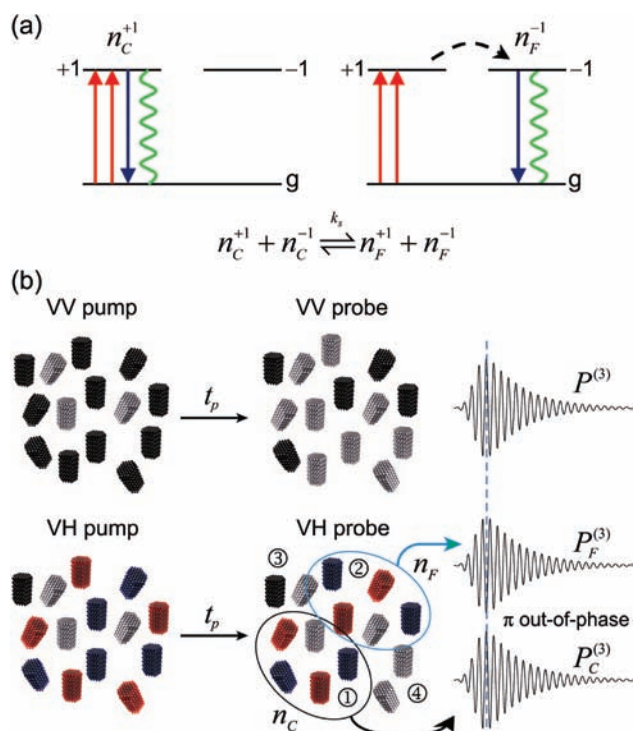 (a)
n_C^{+1} n_F^{-1}
+1 −1 +1 −1
g g
k_s
n_C^{+1} + n_C^{-1} ⇌ n_F^{+1} + n_F^{-1}
(b)
VV pump VV probe
t_p
P^{(3)}
VH pump VH probe
③ ② n_F
P_F^{(3)}
t_p
π out-of-phase
① ④
P_C^{(3)}
n_C